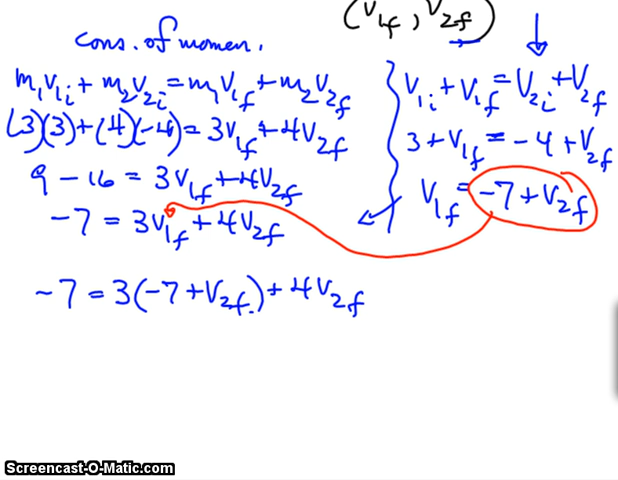 (V1f, V2f)
cons. of momen.
m1V1i + m2V2i = m1V1f + m2V2f
(3)(3) + (4)(-4) = 3V1f + 4V2f
9 - 16 = 3V1f + 4V2f
-7 = 3V1f + 4V2f
-7 = 3(-7 + V2f) + 4V2f
V1i + V1f = V2i + V2f
3 + V1f = -4 + V2f
V1f = -7 + V2f
Screencast-O-Matic.com